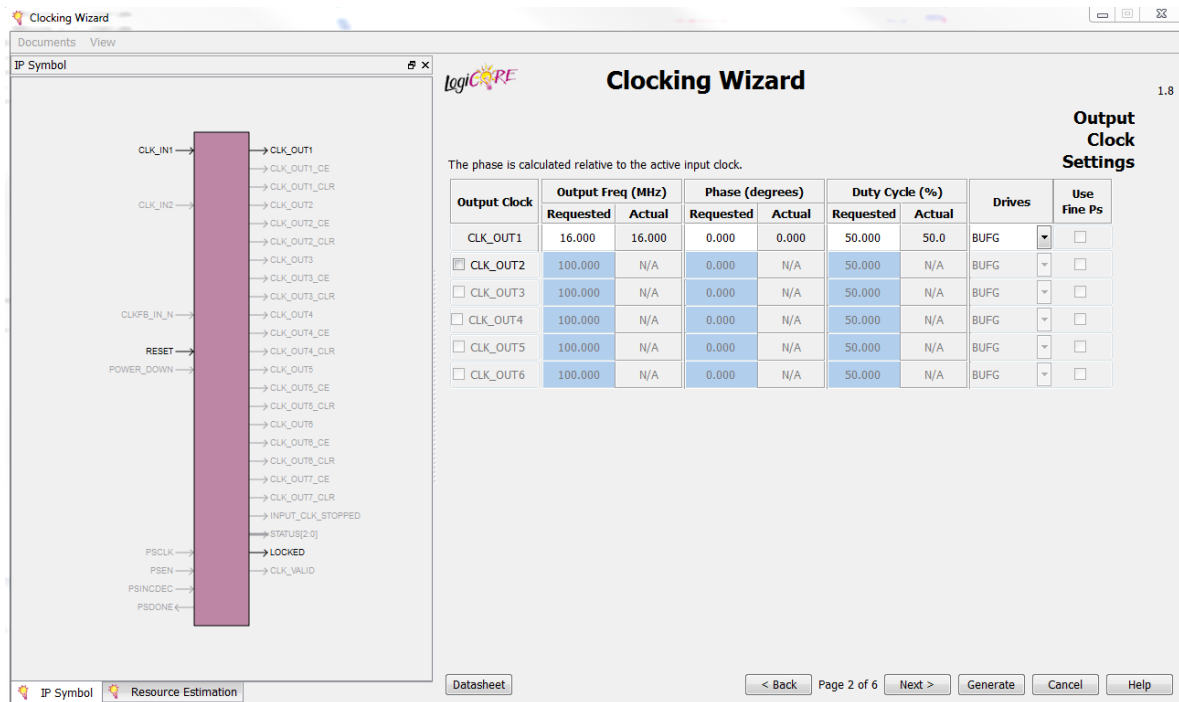 Clocking Wizard
Documents View
IP Symbol
CLK_IN1
CLK_IN2
CLKFB_IN_N
RESET
POWER_DOWN
PSCLK
PSEN
PSINCDEC
PSDONE
CLK_OUT1
CLK_OUT1_CE
CLK_OUT1_CLR
CLK_OUT2
CLK_OUT2_CE
CLK_OUT2_CLR
CLK_OUT3
CLK_OUT3_CE
CLK_OUT3_CLR
CLK_OUT4
CLK_OUT4_CE
CLK_OUT4_CLR
CLK_OUT5
CLK_OUT5_CE
CLK_OUT5_CLR
CLK_OUT6
CLK_OUT6_CE
CLK_OUT6_CLR
CLK_OUT7_CE
CLK_OUT7_CLR
INPUT_CLK_STOPPED
STATUS[2:0]
LOCKED
CLK_VALID
IP Symbol Resource Estimation
LogiCORE
Clocking Wizard
1.8
Output
Clock
Settings
The phase is calculated relative to the active input clock.
Output Clock Output Freq (MHz) Phase (degrees) Duty Cycle (%) Drives Use Fine Ps
Requested Actual Requested Actual Requested Actual
CLK_OUT1 16.000 16.000 0.000 0.000 50.000 50.0 BUFG
CLK_OUT2 100.000 N/A 0.000 N/A 50.000 N/A BUFG
CLK_OUT3 100.000 N/A 0.000 N/A 50.000 N/A BUFG
CLK_OUT4 100.000 N/A 0.000 N/A 50.000 N/A BUFG
CLK_OUT5 100.000 N/A 0.000 N/A 50.000 N/A BUFG
CLK_OUT6 100.000 N/A 0.000 N/A 50.000 N/A BUFG
Datasheet < Back Page 2 of 6 Next > Generate Cancel Help